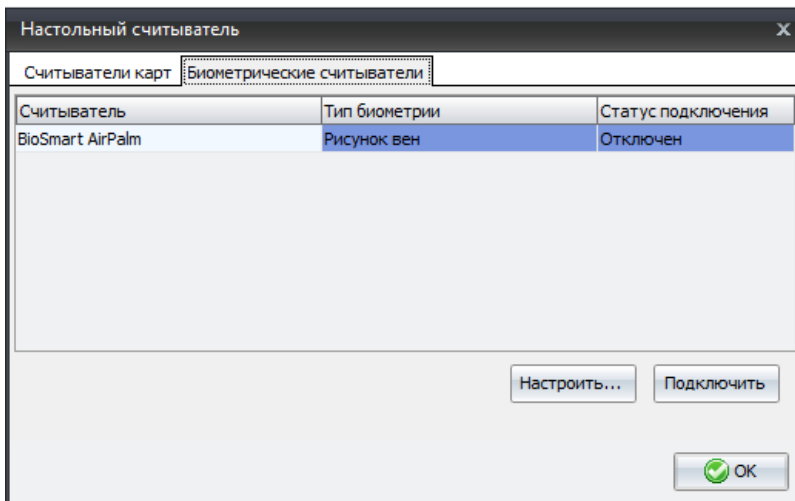 Настольный считыватель x
Считыватели карт Биометрические считыватели
Считыватель Тип биометрии Статус подключения
BioSmart AirPalm Рисунок вен Отключен
Настроить... Подключить
OK